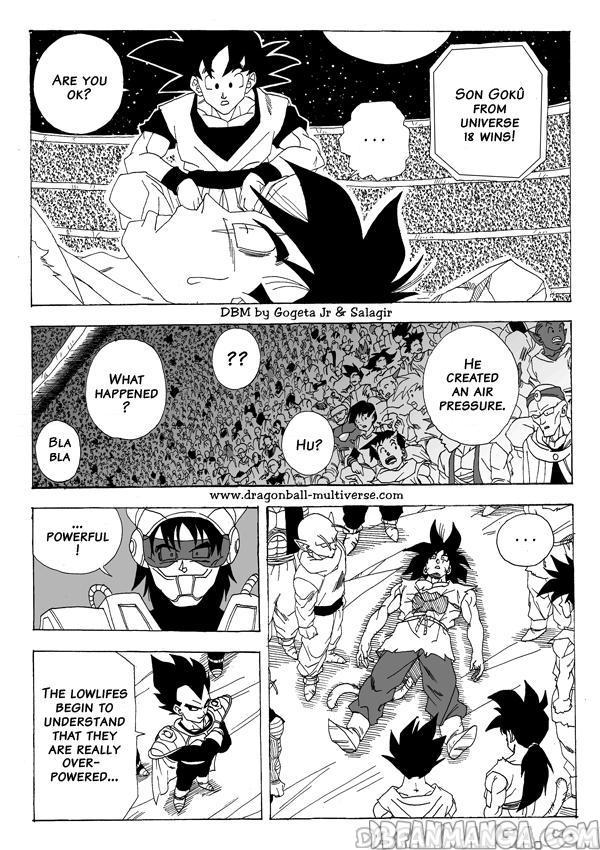 ARE YOU
OK?
...
SON GOKÛ
FROM
UNIVERSE
18 WINS!
DBM by Gogeta Jr & Salagir
??
WHAT
HAPPENED
?
BLA
BLA
HU?
HE
CREATED
AN AIR
PRESSURE.
www.dragonball-multiverse.com
...
POWERFUL
!
...
THE LOWLIFES
BEGIN TO
UNDERSTAND
THAT THEY
ARE REALLY
OVER-
POWERED...
DBFANMANGA.COM